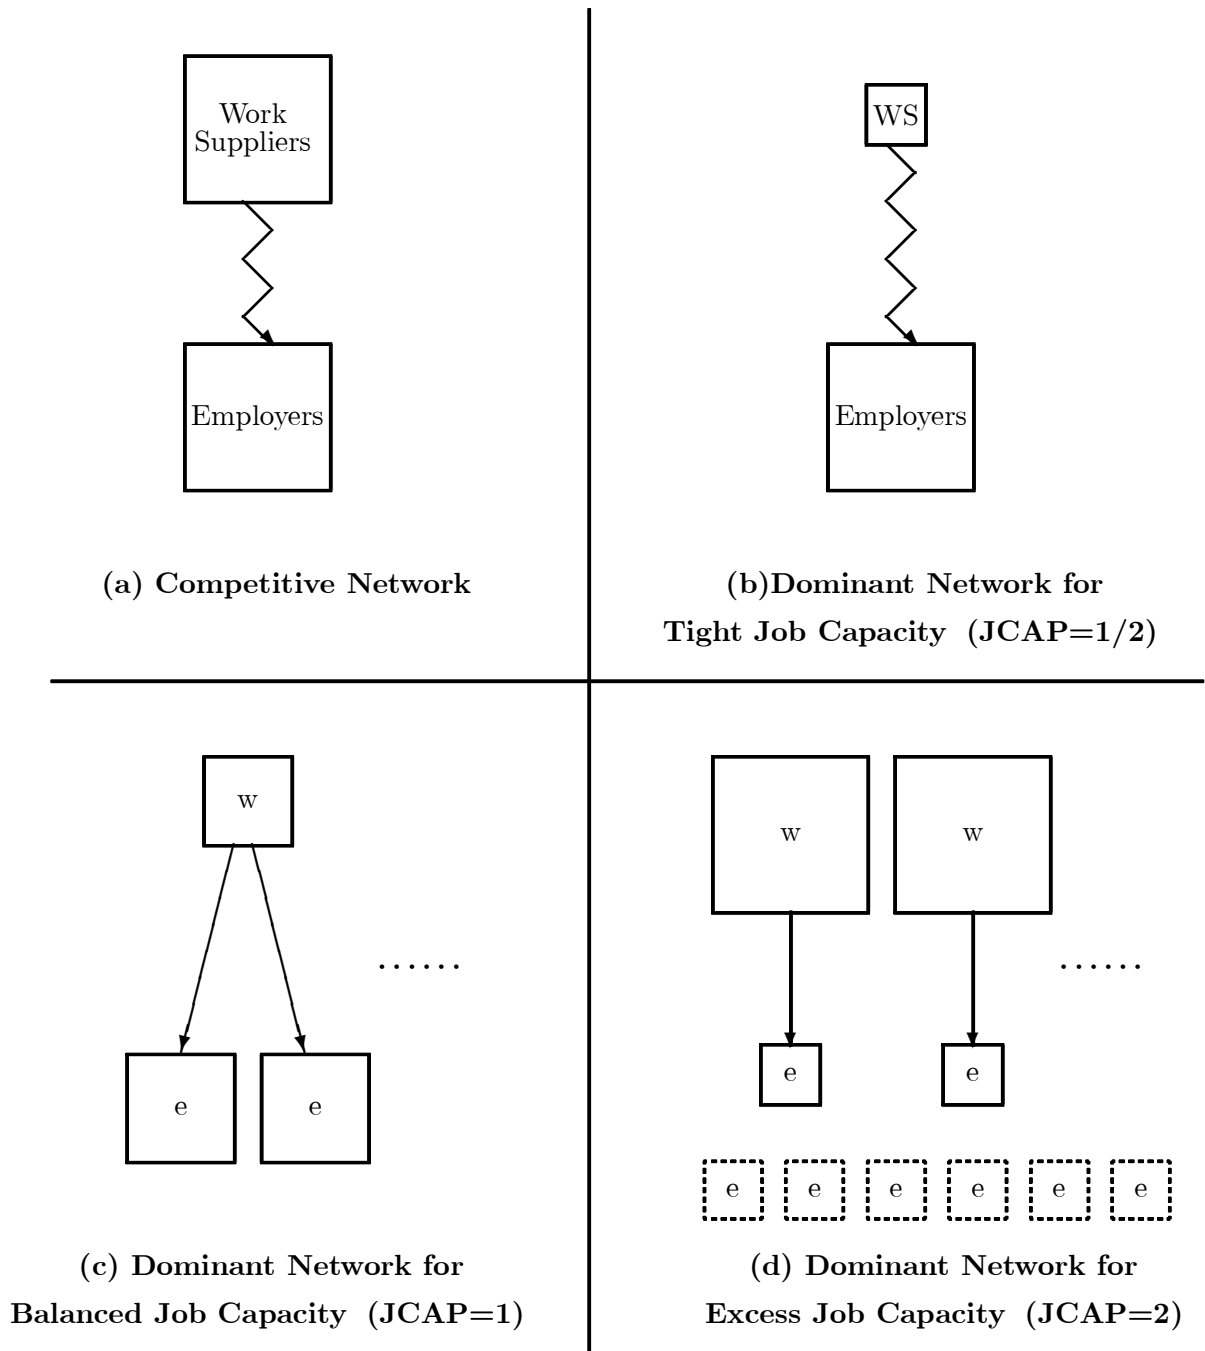 Work
Suppliers
Employers
(a) Competitive Network
WS
Employers
(b)Dominant Network for
Tight Job Capacity (JCAP=1/2)
w
......
e e
(c) Dominant Network for
Balanced Job Capacity (JCAP=1)
w w
......
e e
e e e e e e
(d) Dominant Network for
Excess Job Capacity (JCAP=2)